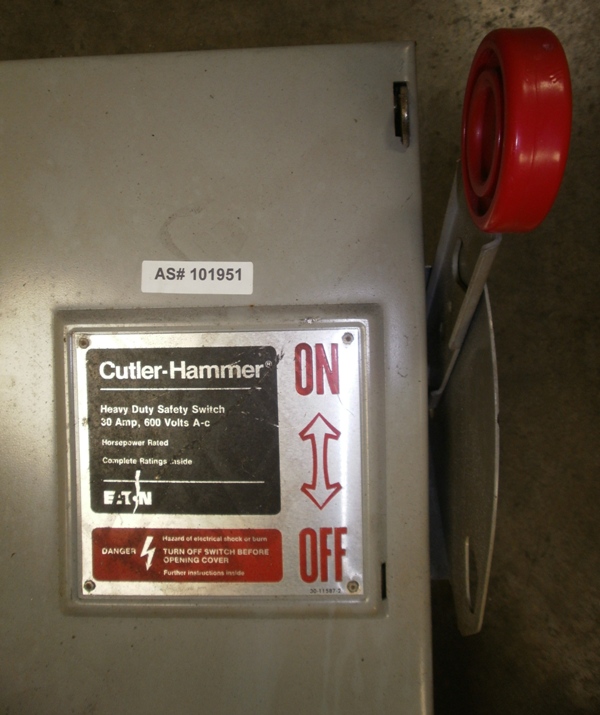 AS# 101951
Cutler-Hammer®
ON
Heavy Duty Safety Switch
30 Amp, 600 Volts A-c
Horsepower Rated
Complete Ratings Inside
EATON
DANGER
Hazard of electrical shock or burn
TURN OFF SWITCH BEFORE
OPENING COVER
Further instructions inside
OFF